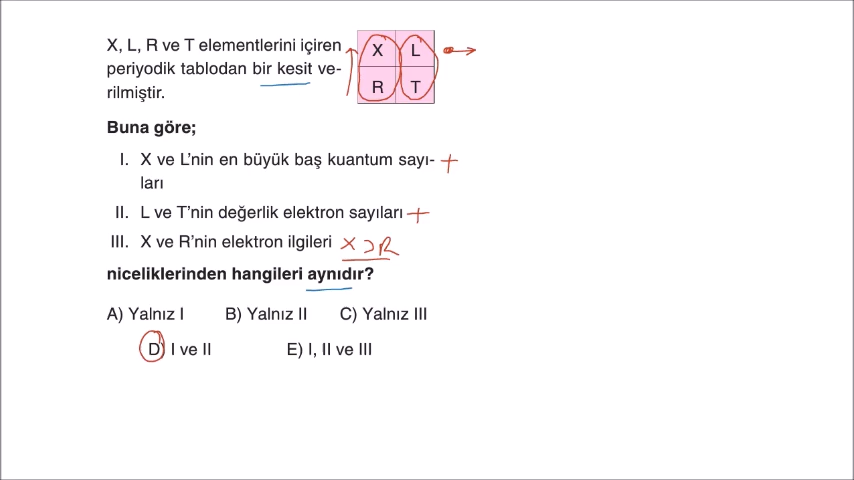 X, L, R ve T elementlerini içiren
periyodik tablodan bir kesit ve-
rilmiştir.
X L
R T
Buna göre;
I. X ve L'nin en büyük baş kuantum sayı- +
ları
II. L ve T'nin değerlik elektron sayıları +
III. X ve R'nin elektron ilgileri X > R
niceliklerinden hangileri aynıdır?
A) Yalnız I B) Yalnız II C) Yalnız III
D) I ve II E) I, II ve III